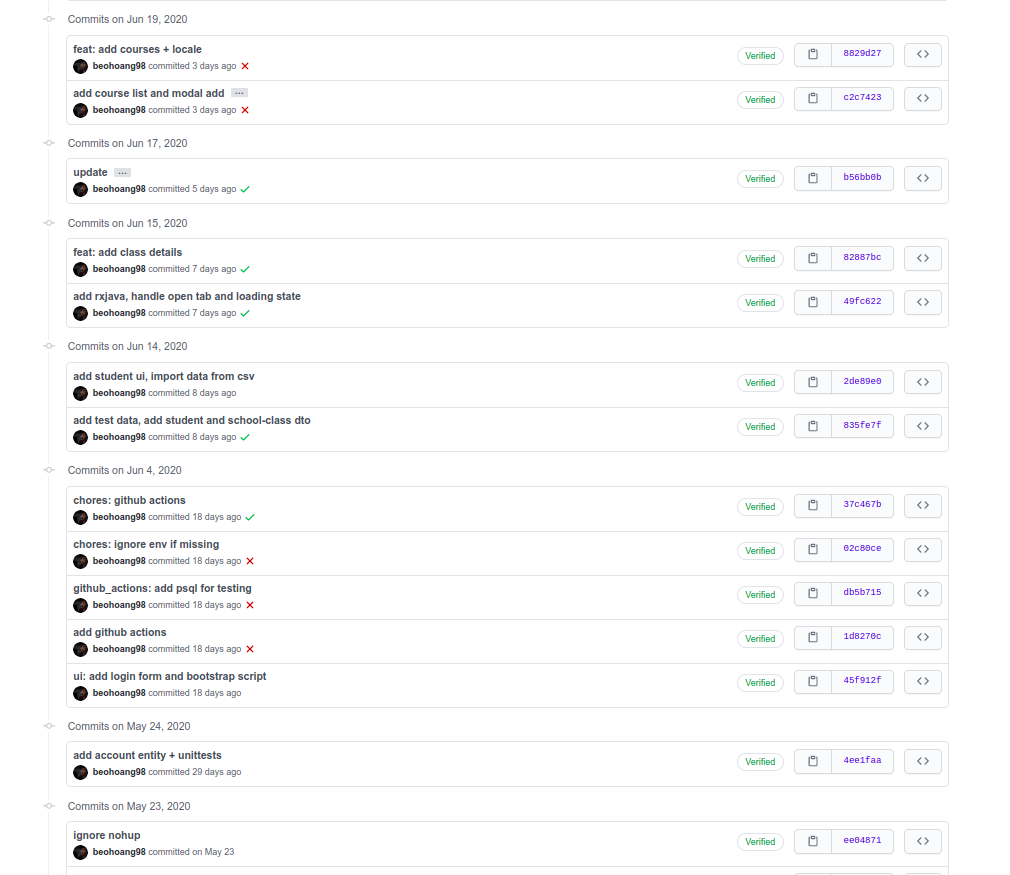 Commits on Jun 19, 2020
feat: add courses + locale
beohoang98 committed 3 days ago
Verified
8829d27
add course list and modal add ...
beohoang98 committed 3 days ago
Verified
c2c7423
Commits on Jun 17, 2020
update ...
beohoang98 committed 5 days ago
Verified
b56bb0b
Commits on Jun 15, 2020
feat: add class details
beohoang98 committed 7 days ago
Verified
82887bc
add rxjava, handle open tab and loading state
beohoang98 committed 7 days ago
Verified
49fc622
Commits on Jun 14, 2020
add student ui, import data from csv
beohoang98 committed 8 days ago
Verified
2de89e0
add test data, add student and school-class dto
beohoang98 committed 8 days ago
Verified
835fe7f
Commits on Jun 4, 2020
chores: github actions
beohoang98 committed 18 days ago
Verified
37c467b
chores: ignore env if missing
beohoang98 committed 18 days ago
Verified
02c80ce
github_actions: add psql for testing
beohoang98 committed 18 days ago
Verified
db5b715
add github actions
beohoang98 committed 18 days ago
Verified
1d8270c
ui: add login form and bootstrap script
beohoang98 committed 18 days ago
Verified
45f912f
Commits on May 24, 2020
add account entity + unittests
beohoang98 committed 29 days ago
Verified
4ee1faa
Commits on May 23, 2020
ignore nohup
beohoang98 committed on May 23
Verified
ee04871